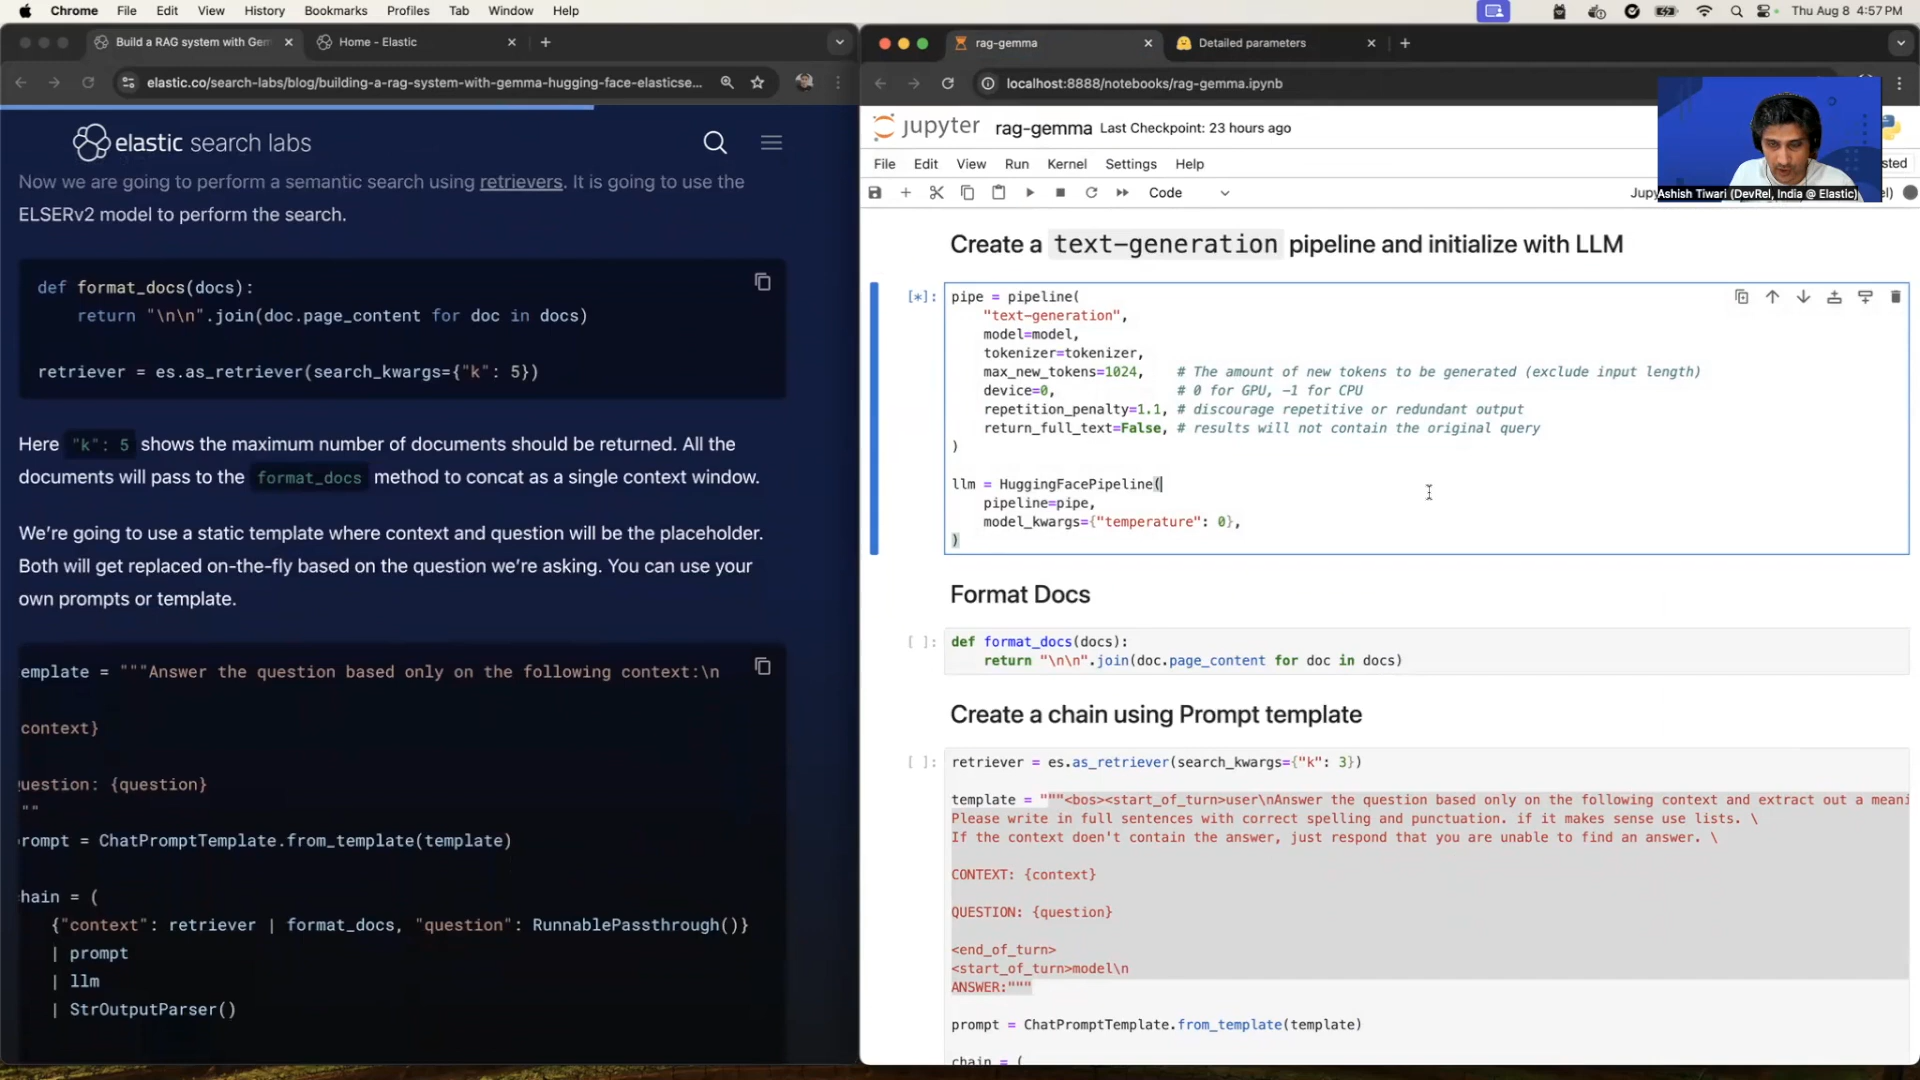 Chrome File Edit View History Bookmarks Profiles Tab Window Help
Thu Aug 8 4:57 PM
Build a RAG system with Gem
Home - Elastic
elastic.co/search-labs/blog/building-a-rag-system-with-gemma-hugging-face-elasticse...
elastic search labs
Now we are going to perform a semantic search using retrievers. It is going to use the
ELSERv2 model to perform the search.
def format_docs(docs):
    return "\n\n".join(doc.page_content for doc in docs)
retriever = es.as_retriever(search_kwargs={"k": 5})
Here "k": 5 shows the maximum number of documents should be returned. All the
documents will pass to the format_docs method to concat as a single context window.
We're going to use a static template where context and question will be the placeholder.
Both will get replaced on-the-fly based on the question we're asking. You can use your
own prompts or template.
emplate = """Answer the question based only on the following context:\n
context}
uestion: {question}
""
prompt = ChatPromptTemplate.from_template(template)
hain = (
    {"context": retriever | format_docs, "question": RunnablePassthrough()}
    | prompt
    | llm
    | StrOutputParser()
rag-gemma
Detailed parameters
localhost:8888/notebooks/rag-gemma.ipynb
jupyter rag-gemma Last Checkpoint: 23 hours ago
File Edit View Run Kernel Settings Help
sted
Code
Jupy
Ashish Tiwari (DevRel, India @ Elastic)
Create a text-generation pipeline and initialize with LLM
[*]: pipe = pipeline(
    "text-generation",
    model=model,
    tokenizer=tokenizer,
    max_new_tokens=1024, # The amount of new tokens to be generated (exclude input length)
    device=0, # 0 for GPU, -1 for CPU
    repetition_penalty=1.1, # discourage repetitive or redundant output
    return_full_text=False, # results will not contain the original query
)
llm = HuggingFacePipeline(
    pipeline=pipe,
    model_kwargs={"temperature": 0},
)
Format Docs
[ ]: def format_docs(docs):
    return "\n\n".join(doc.page_content for doc in docs)
Create a chain using Prompt template
[ ]: retriever = es.as_retriever(search_kwargs={"k": 3})
template = """<bos><start_of_turn>user\nAnswer the question based only on the following context and extract out a meani
Please write in full sentences with correct spelling and punctuation. if it makes sense use lists. \
If the context doen't contain the answer, just respond that you are unable to find an answer. \
CONTEXT: {context}
QUESTION: {question}
<end_of_turn>
<start_of_turn>model\n
ANSWER:"""
prompt = ChatPromptTemplate.from_template(template)
chain = (